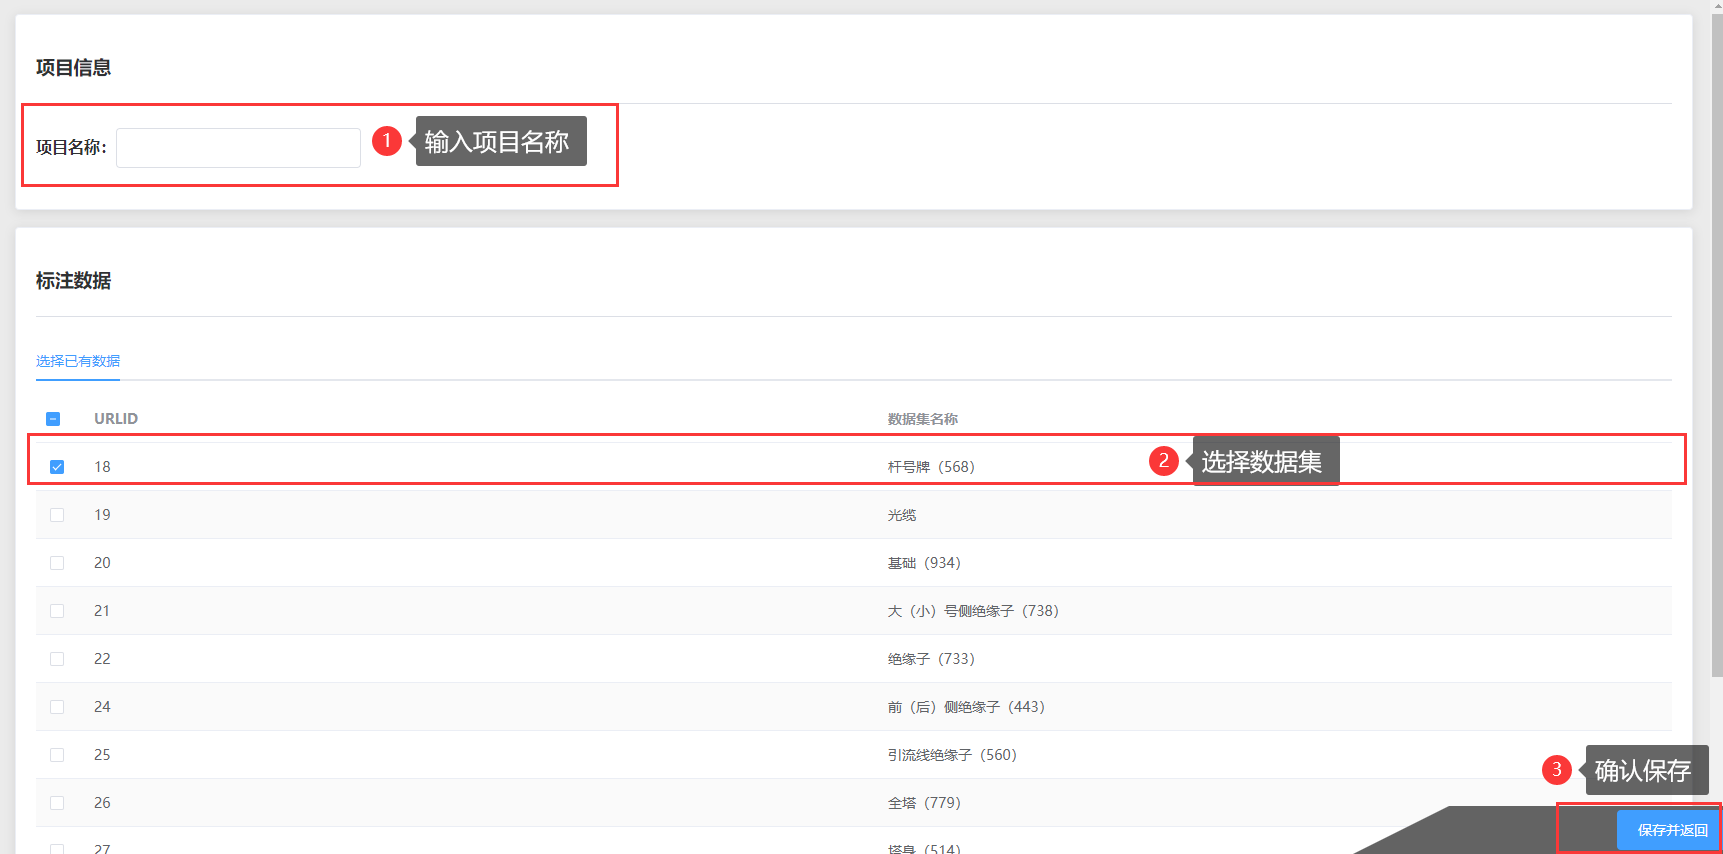 项目信息
项目名称： 1 输入项目名称
标注数据
选择已有数据
URLID 数据集名称
18 杆号牌（568） 2 选择数据集
19 光缆
20 基础（934）
21 大（小）号侧绝缘子（738）
22 绝缘子（733）
24 前（后）侧绝缘子（443）
25 引流线绝缘子（560）
3 确认保存
26 全塔（779）
保存并返回
27 塔身（514）